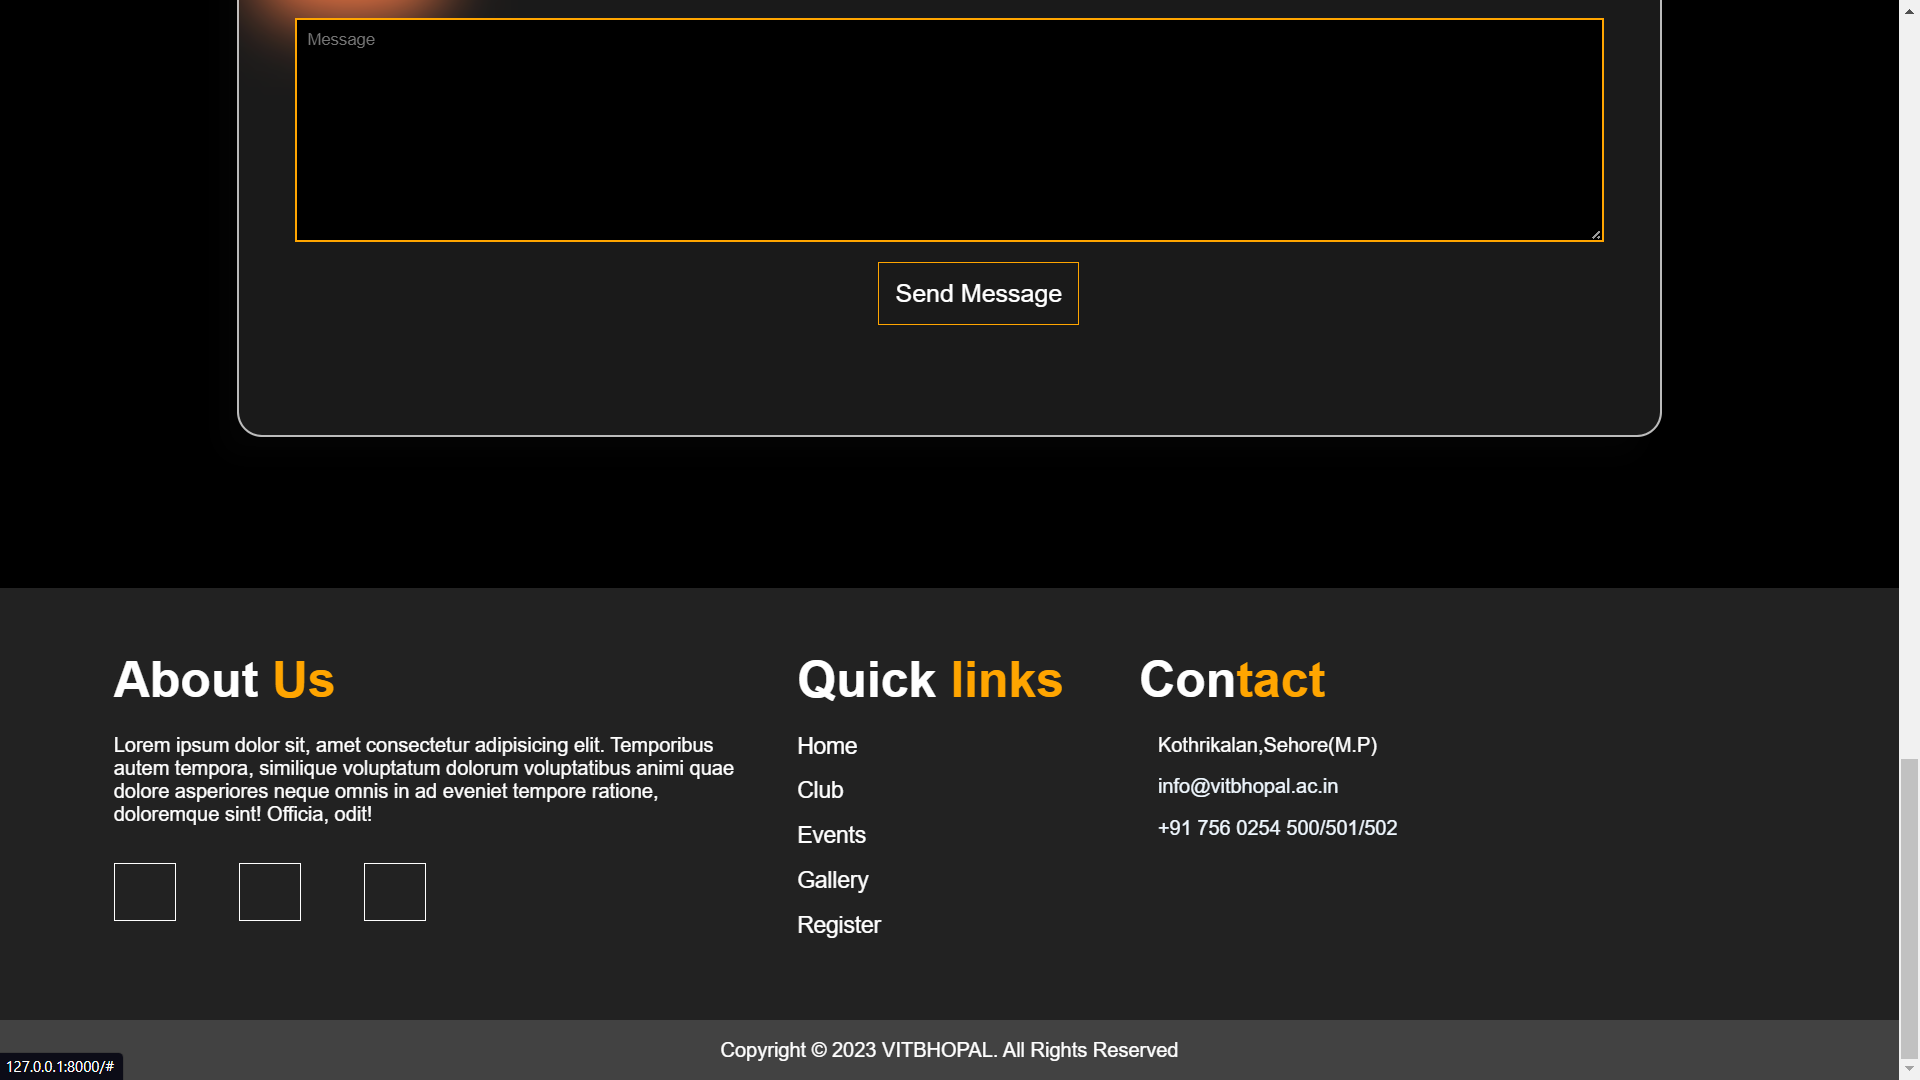 Message
Send Message
About Us
Lorem ipsum dolor sit, amet consectetur adipisicing elit. Temporibus
autem tempora, similique voluptatum dolorum voluptatibus animi quae
dolore asperiores neque omnis in ad eveniet tempore ratione,
doloremque sint! Officia, odit!
Quick links
Home
Club
Events
Gallery
Register
Contact
Kothrikalan,Sehore(M.P)
info@vitbhopal.ac.in
+91 756 0254 500/501/502
Copyright © 2023 VITBHOPAL. All Rights Reserved
127.0.0.1:8000/#